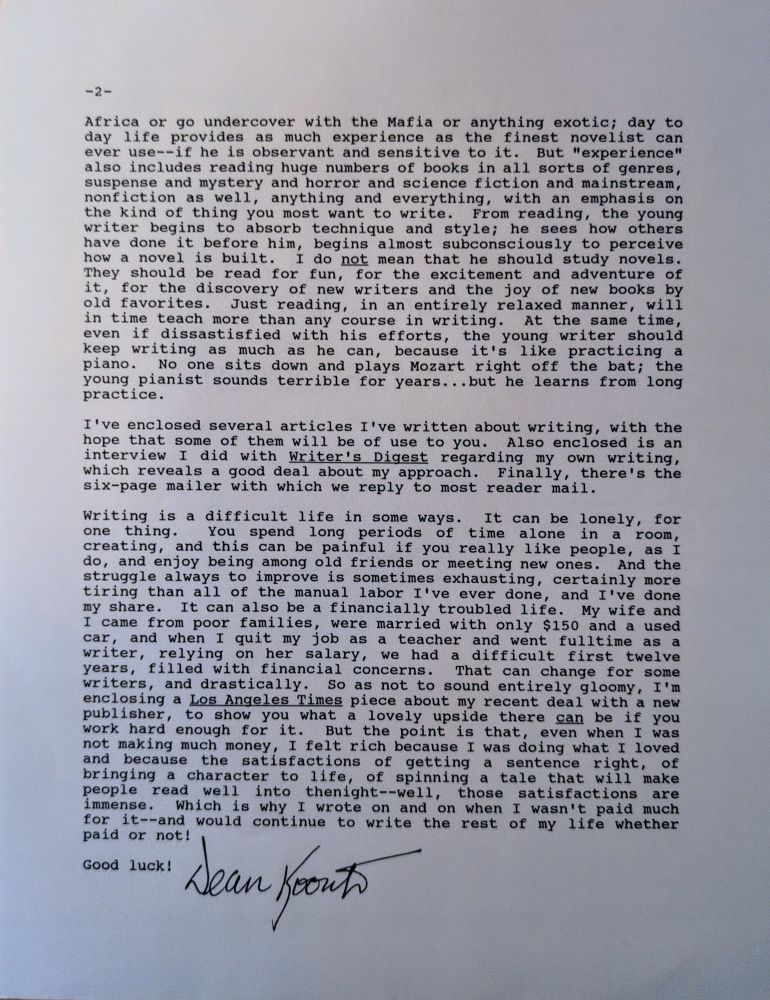 -2-
Africa or go undercover with the Mafia or anything exotic; day to
day life provides as much experience as the finest novelist can
ever use--if he is observant and sensitive to it. But "experience"
also includes reading huge numbers of books in all sorts of genres,
suspense and mystery and horror and science fiction and mainstream,
nonfiction as well, anything and everything, with an emphasis on
the kind of thing you most want to write. From reading, the young
writer begins to absorb technique and style; he sees how others
have done it before him, begins almost subconsciously to perceive
how a novel is built. I do not mean that he should study novels.
They should be read for fun, for the excitement and adventure of
it, for the discovery of new writers and the joy of new books by
old favorites. Just reading, in an entirely relaxed manner, will
in time teach more than any course in writing. At the same time,
even if dissastisfied with his efforts, the young writer should
keep writing as much as he can, because it's like practicing a
piano. No one sits down and plays Mozart right off the bat; the
young pianist sounds terrible for years...but he learns from long
practice.
I've enclosed several articles I've written about writing, with the
hope that some of them will be of use to you. Also enclosed is an
interview I did with Writer's Digest regarding my own writing,
which reveals a good deal about my approach. Finally, there's the
six-page mailer with which we reply to most reader mail.
Writing is a difficult life in some ways. It can be lonely, for
one thing. You spend long periods of time alone in a room,
creating, and this can be painful if you really like people, as I
do, and enjoy being among old friends or meeting new ones. And the
struggle always to improve is sometimes exhausting, certainly more
tiring than all of the manual labor I've ever done, and I've done
my share. It can also be a financially troubled life. My wife and
I came from poor families, were married with only $150 and a used
car, and when I quit my job as a teacher and went fulltime as a
writer, relying on her salary, we had a difficult first twelve
years, filled with financial concerns. That can change for some
writers, and drastically. So as not to sound entirely gloomy, I'm
enclosing a Los Angeles Times piece about my recent deal with a new
publisher, to show you what a lovely upside there can be if you
work hard enough for it. But the point is that, even when I was
not making much money, I felt rich because I was doing what I loved
and because the satisfactions of getting a sentence right, of
bringing a character to life, of spinning a tale that will make
people read well into thenight--well, those satisfactions are
immense. Which is why I wrote on and on when I wasn't paid much
for it--and would continue to write the rest of my life whether
paid or not!
Good luck! Dean Koontz